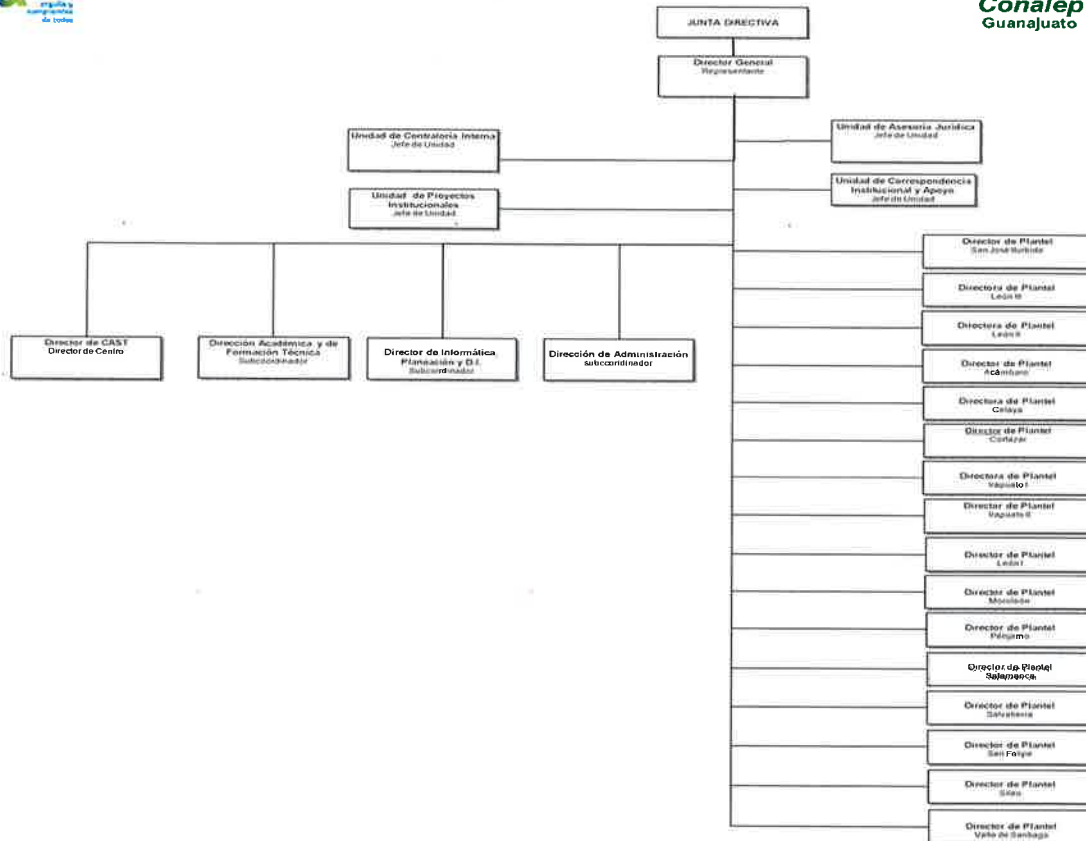 orgullo y
compromiso
de todos
Conalep
Guanajuato
JUNTA DIRECTIVA
Director General
Representante
Unidad de Contraloría Interna
Jefe de Unidad
Unidad de Asesoría Jurídica
Jefe de Unidad
Unidad de Proyectos
Institucionales
Jefe de Unidad
Unidad de Correspondencia
Institucional y Apoyo
Jefe de Unidad
Director de CAST
Director de Centro
Dirección Académica y de
Formación Técnica
Subcoordinador
Director de Informática
Planeación y D.I.
Subcoordinador
Dirección de Administración
subcoordinador
Director de Plantel
San José Iturbide
Directora de Plantel
León III
Directora de Plantel
León II
Director de Plantel
Acámbaro
Directora de Plantel
Celaya
Director de Plantel
Cortazar
Directora de Plantel
Irapuato I
Director de Plantel
Irapuato II
Director de Plantel
León I
Director de Plantel
Moroleón
Director de Plantel
Pénjamo
Director de Plantel
Salamanca
Director de Plantel
Salvatierra
Director de Plantel
San Felipe
Director de Plantel
Silao
Director de Plantel
Valle de Santiago